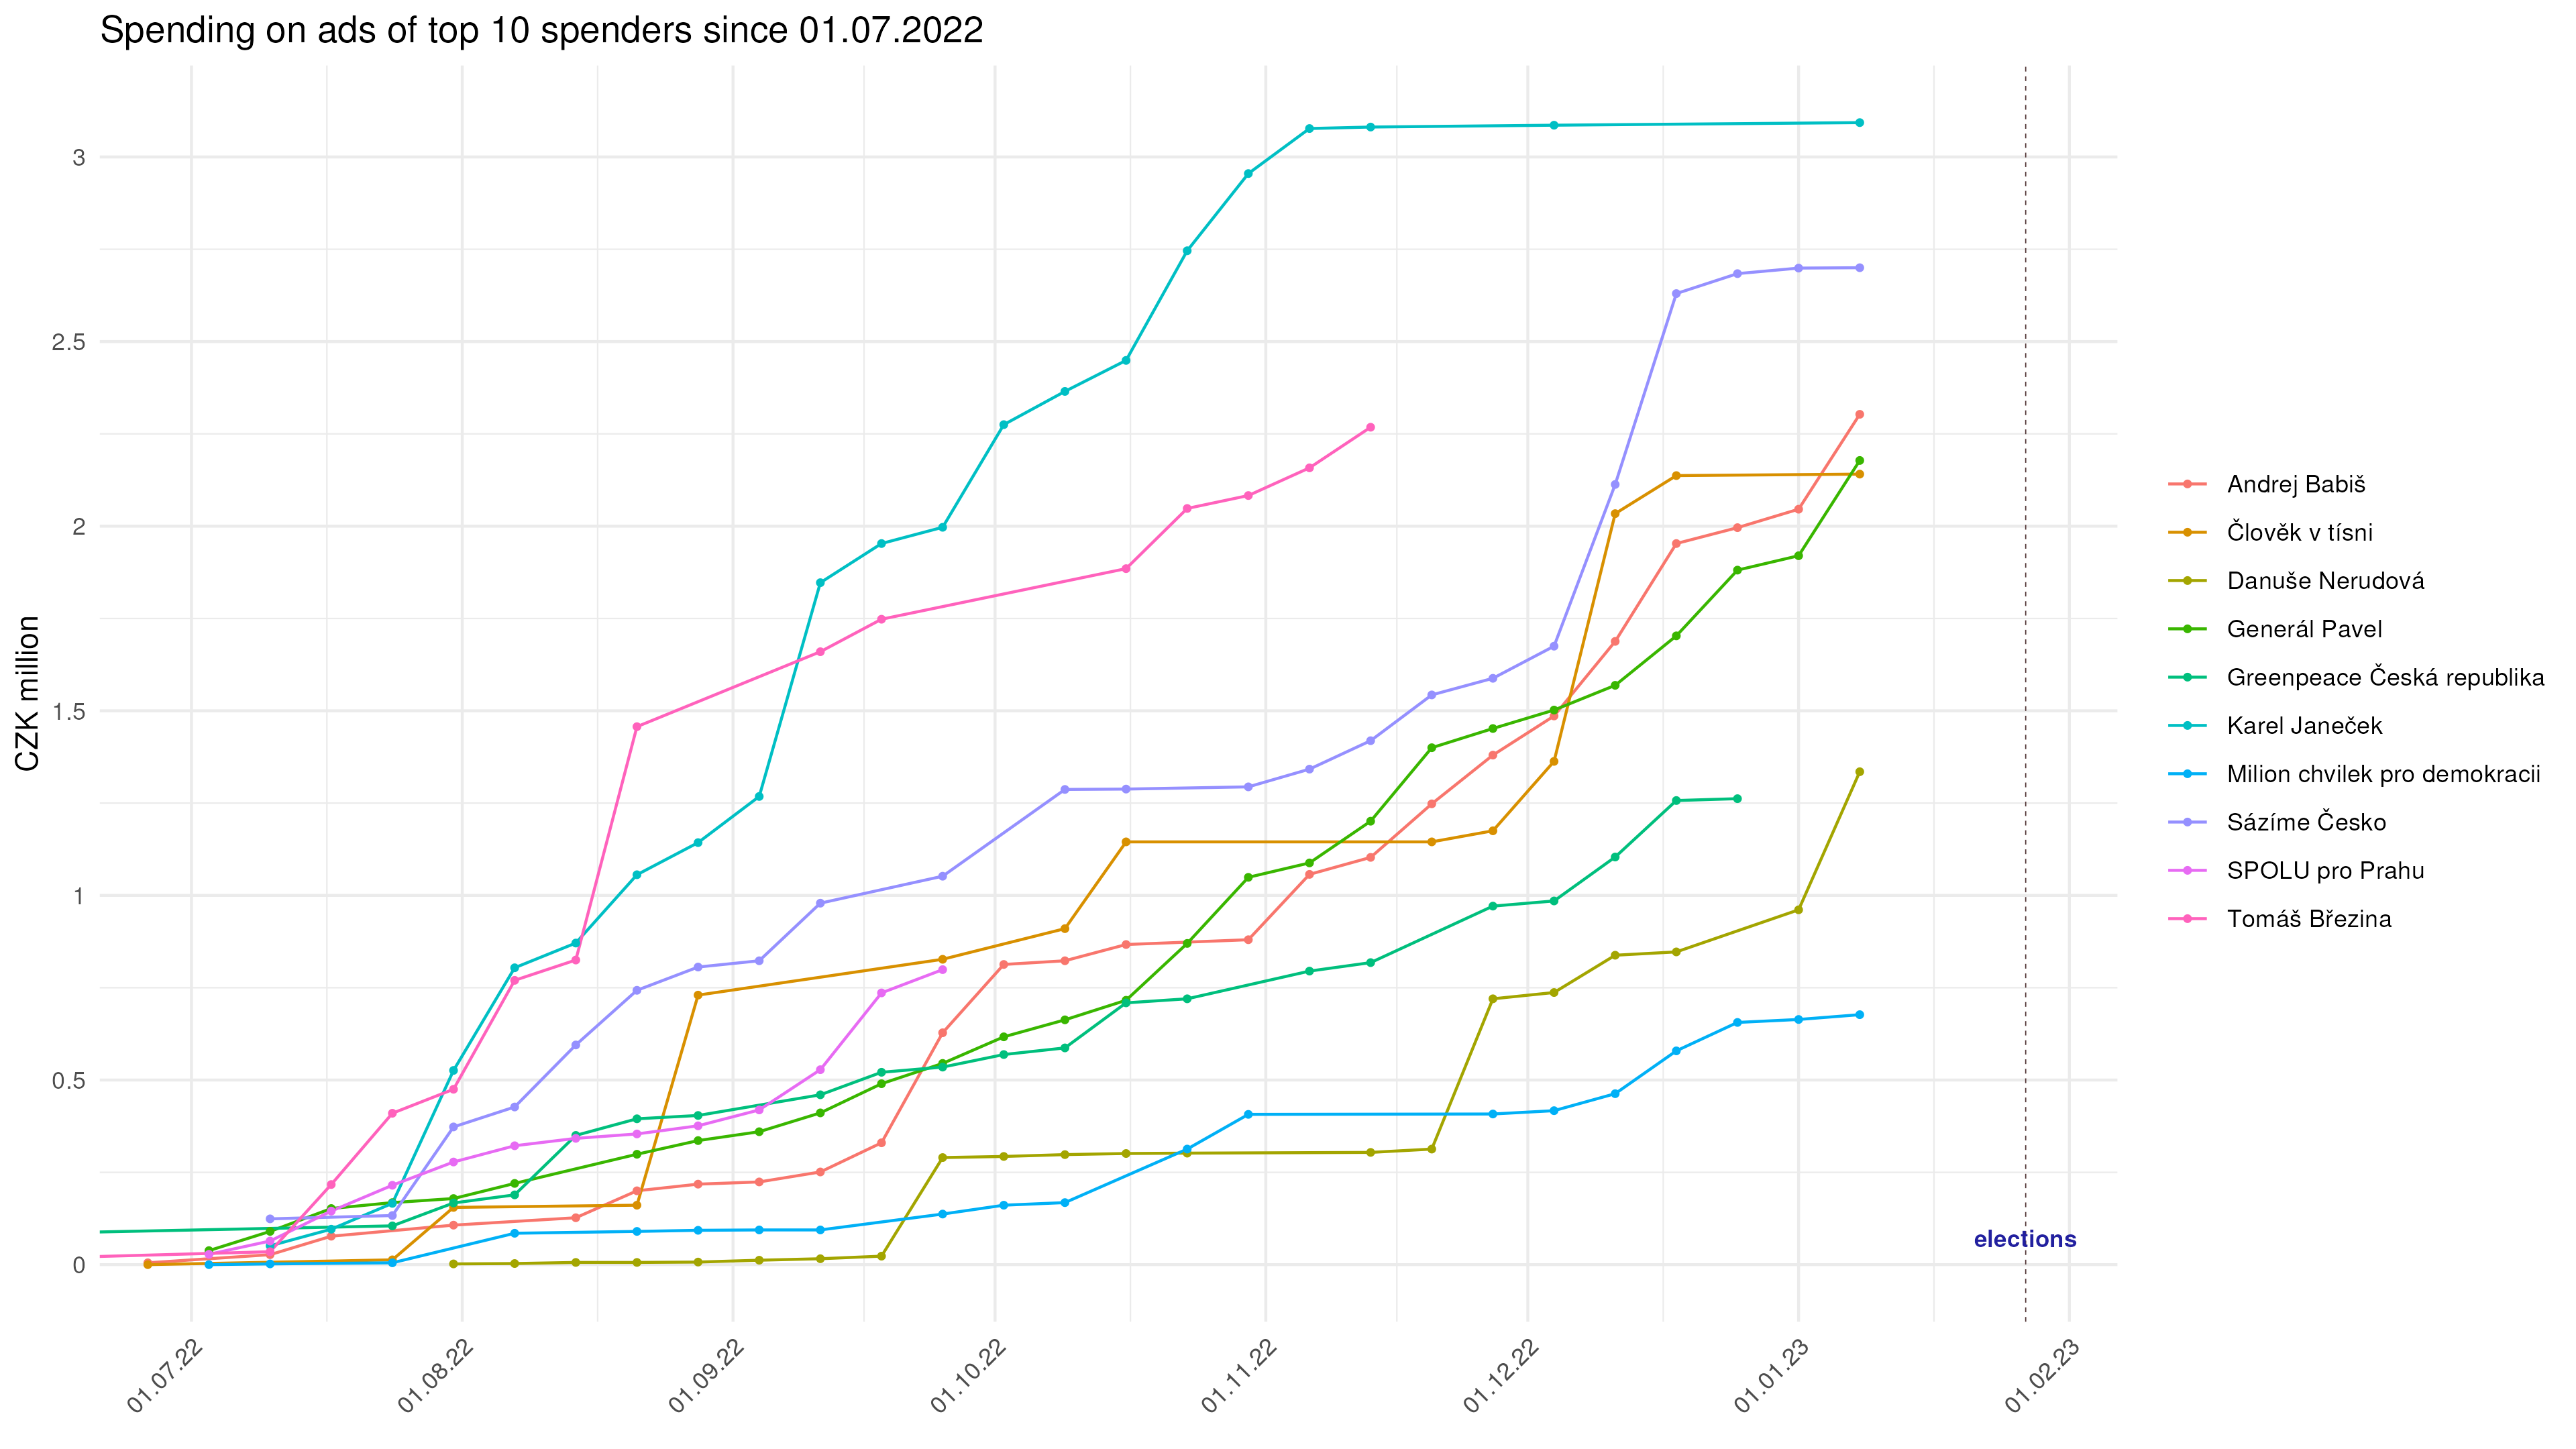 Spending on ads of top 10 spenders since 01.07.2022
CZK million
3
2.5
2
1.5
1
0.5
0
01.07.22
01.08.22
01.09.22
01.10.22
01.11.22
01.12.22
01.01.23
01.02.23
elections
Andrej Babiš
Člověk v tísni
Danuše Nerudová
Generál Pavel
Greenpeace Česká republika
Karel Janeček
Milion chvilek pro demokracii
Sázíme Česko
SPOLU pro Prahu
Tomáš Březina